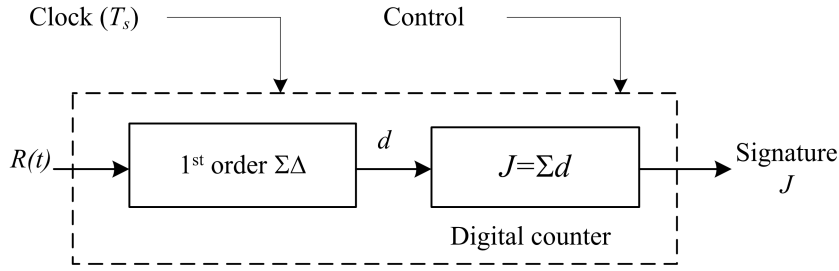 Clock (Tₛ)
Control
R(t)
1ˢᵗ order ΣΔ
d
J=Σd
Signature
J
Digital counter